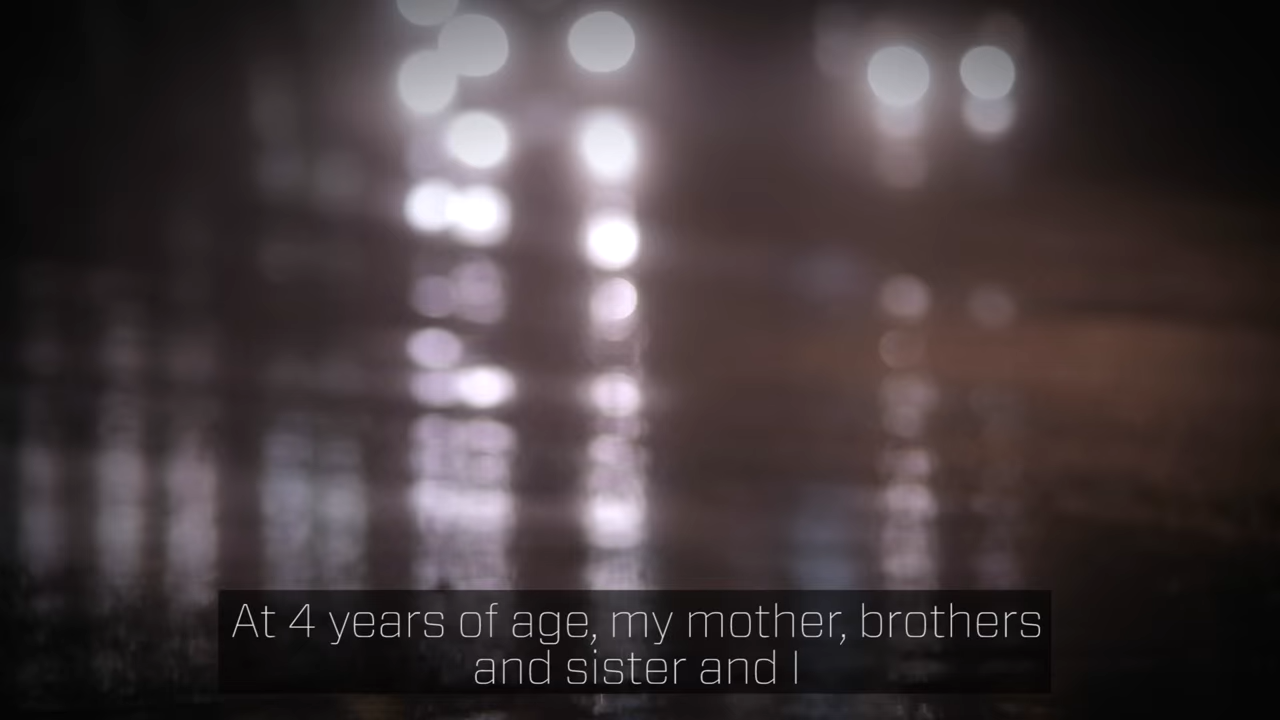 At 4 years of age, my mother, brothers
and sister and I